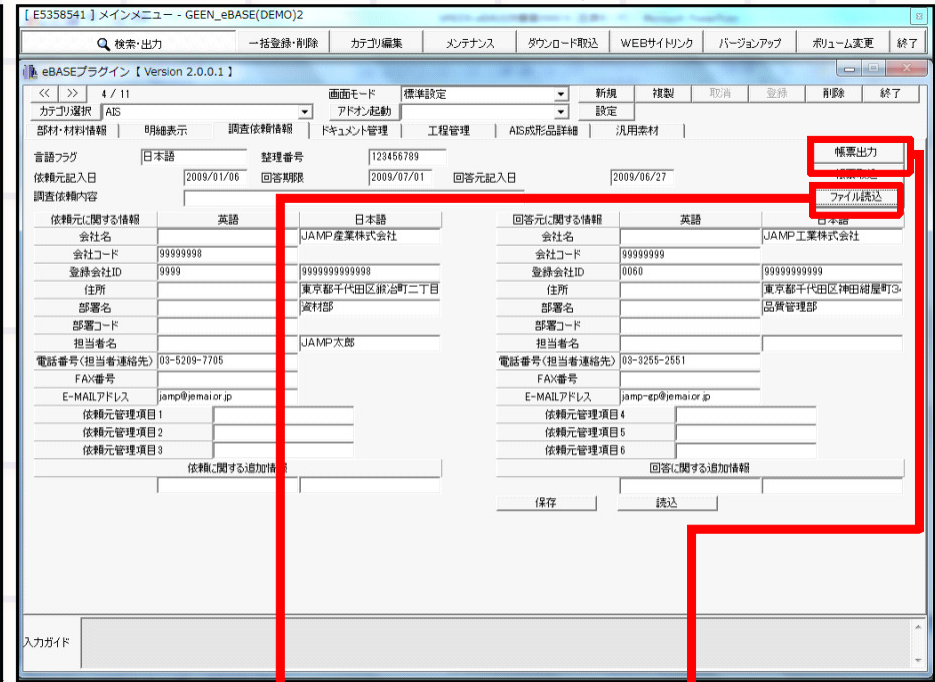 [ E5358541 ] メインメニュー - GEEN_eBASE(DEMO)2
検索・出力 一括登録・削除 カテゴリ編集 メンテナンス ダウンロード取込 WEBサイトリンク バージョンアップ ボリューム変更 終了
eBASEプラグイン【 Version 2.0.0.1 】
<< >> 4 / 11 画面モード 標準設定 新規 複製 取消 登録 削除 終了
カテゴリ選択 AIS アドオン起動 設定
部材・材料情報 明細表示 調査依頼情報 ドキュメント管理 工程管理 AIS成形品詳細 汎用素材
言語フラグ 日本語 整理番号 123456789 帳票出力
依頼元記入日 2009/01/06 回答期限 2009/07/01 回答元記入日 2009/06/27
調査依頼内容 ファイル読込
依頼元に関する情報 英語 日本語 回答元に関する情報 英語 日本語
会社名 JAMP産業株式会社 会社名 JAMP工業株式会社
会社コード 99999998 会社コード 99999999
登録会社ID 9999 9999999999998 登録会社ID 0060 99999999999
住所 東京都千代田区鍛冶町二丁目 住所 東京都千代田区神田紺屋町3
部署名 資材部 部署名 品質管理部
部署コード 部署コード
担当者名 JAMP太郎 担当者名
電話番号(担当者連絡先) 03-5209-7705 電話番号(担当者連絡先) 03-3255-2551
FAX番号 FAX番号
E-MAILアドレス jamp@jemai.or.jp E-MAILアドレス jamp-gp@jemai.or.jp
依頼元管理項目1 依頼元管理項目4
依頼元管理項目2 依頼元管理項目5
依頼元管理項目3 依頼元管理項目6
依頼に関する追加情報 回答に関する追加情報
保存 読込
入力ガイド